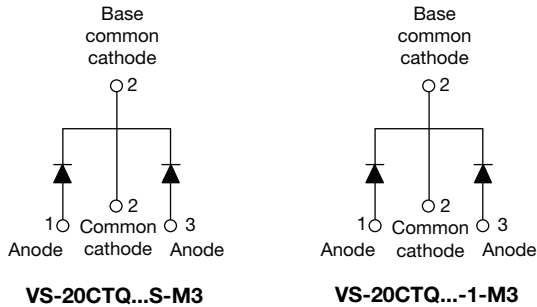 Base
common
cathode
2
2
1
Common
3
Anode
cathode
Anode
VS-20CTQ...S-M3
Base
common
cathode
2
2
1
Common
3
Anode
cathode
Anode
VS-20CTQ...-1-M3